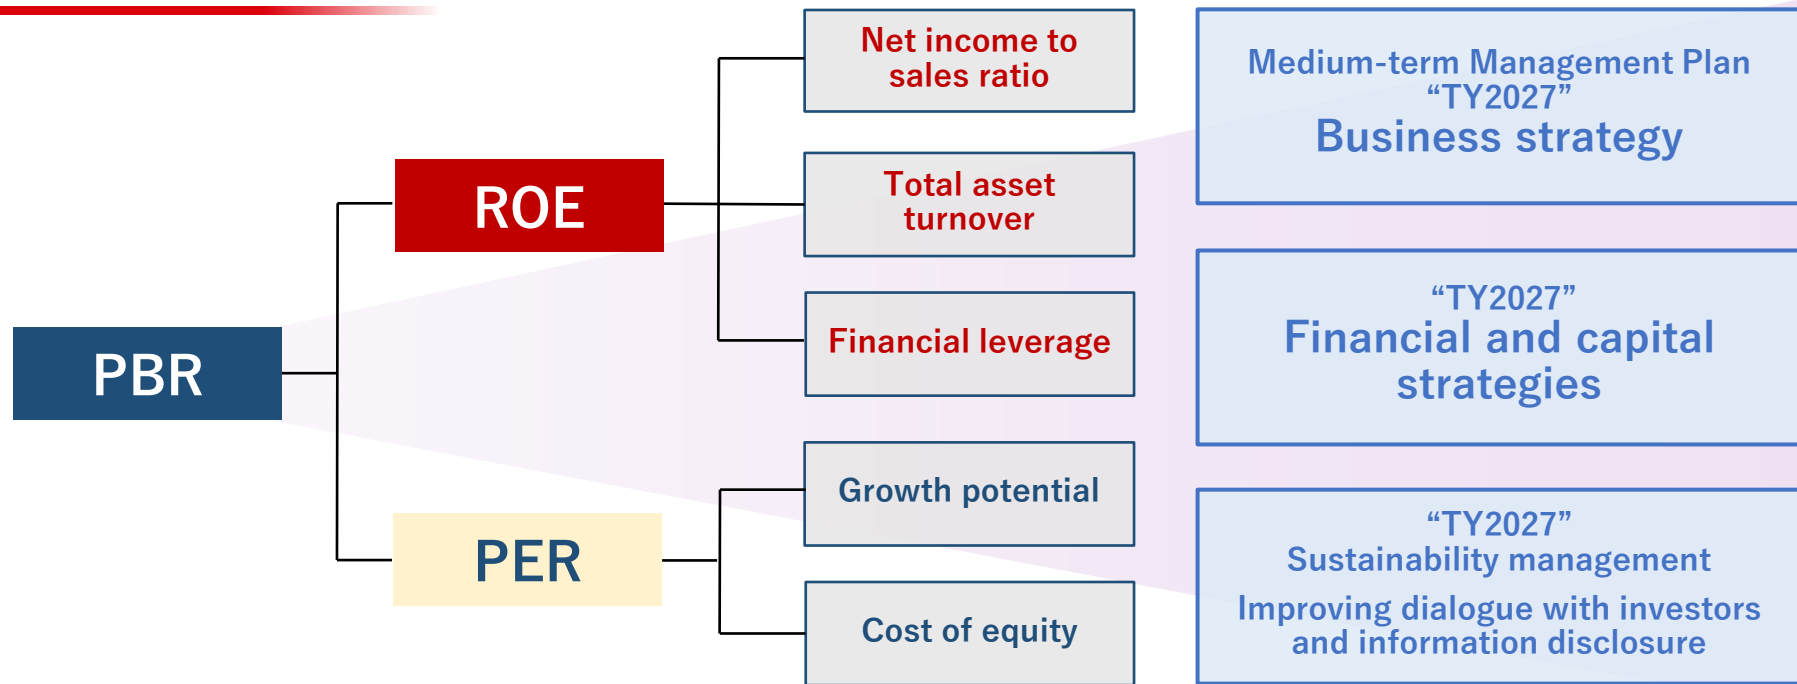 PBR
ROE
PER
Net income to
sales ratio
Total asset
turnover
Financial leverage
Growth potential
Cost of equity
Medium-term Management Plan
“TY2027”
Business strategy
“TY2027”
Financial and capital
strategies
“TY2027”
Sustainability management
Improving dialogue with investors
and information disclosure